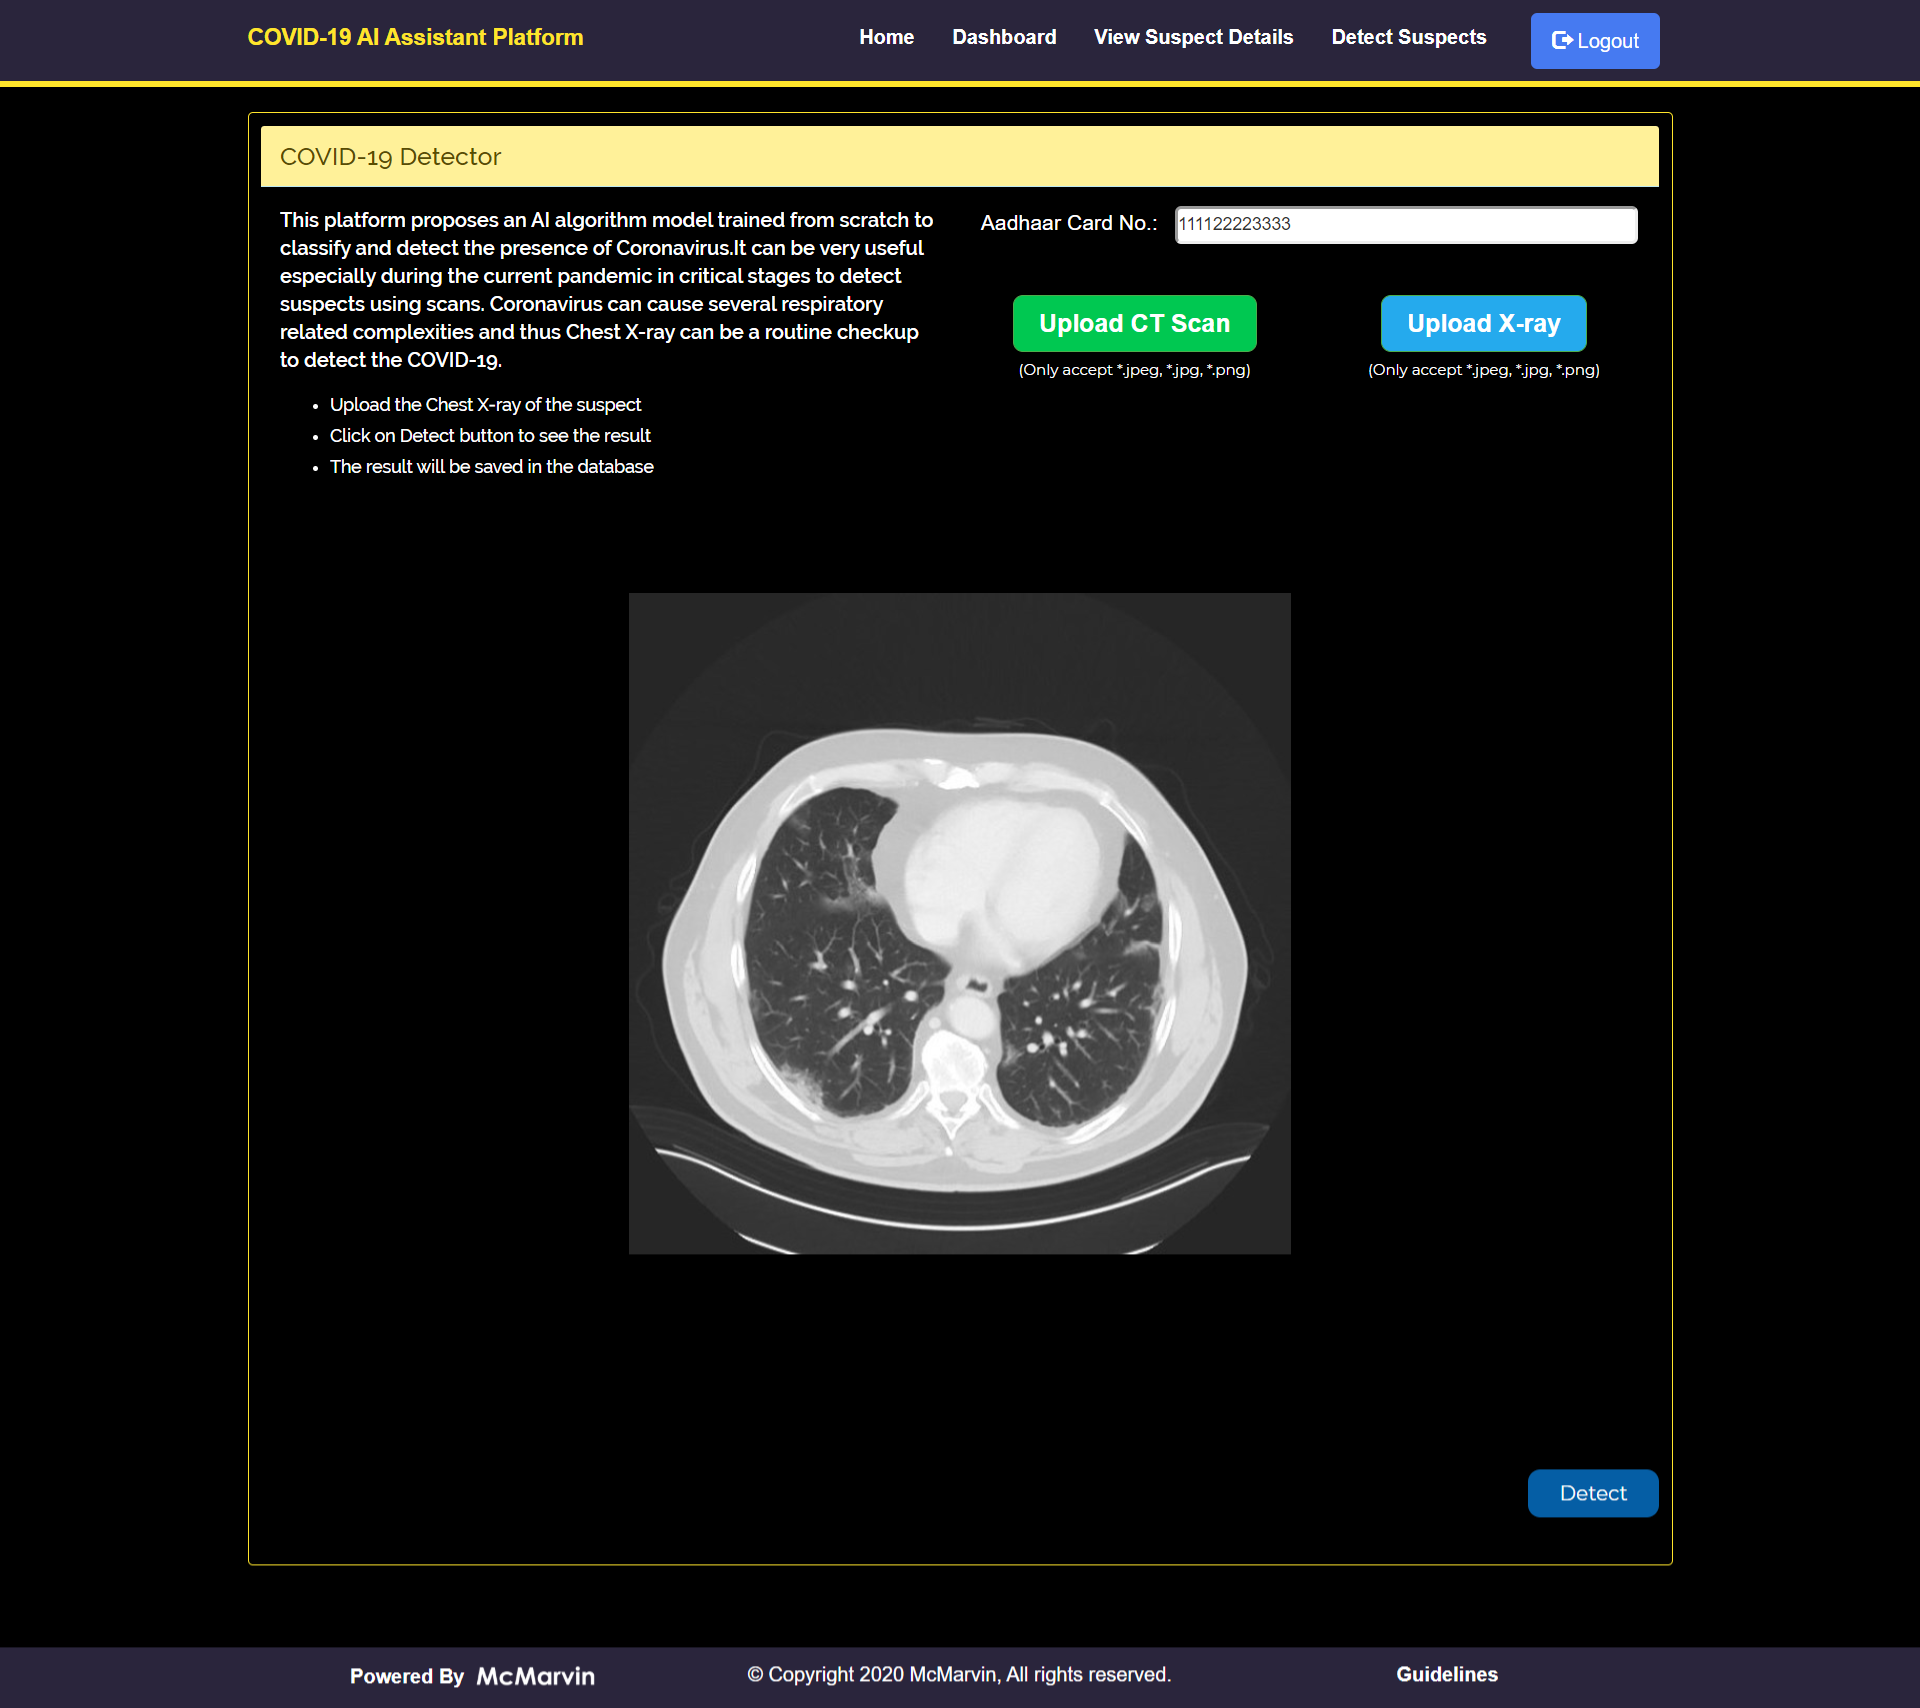 COVID-19 AI Assistant Platform
Home Dashboard View Suspect Details Detect Suspects Logout
COVID-19 Detector
This platform proposes an AI algorithm model trained from scratch to
classify and detect the presence of Coronavirus.It can be very useful
especially during the current pandemic in critical stages to detect
suspects using scans. Coronavirus can cause several respiratory
related complexities and thus Chest X-ray can be a routine checkup
to detect the COVID-19.
• Upload the Chest X-ray of the suspect
• Click on Detect button to see the result
• The result will be saved in the database
Aadhaar Card No.: 111122223333
Upload CT Scan
(Only accept *.jpeg, *.jpg, *.png)
Upload X-ray
(Only accept *.jpeg, *.jpg, *.png)
Detect
Powered By McMarvin
© Copyright 2020 McMarvin, All rights reserved.
Guidelines